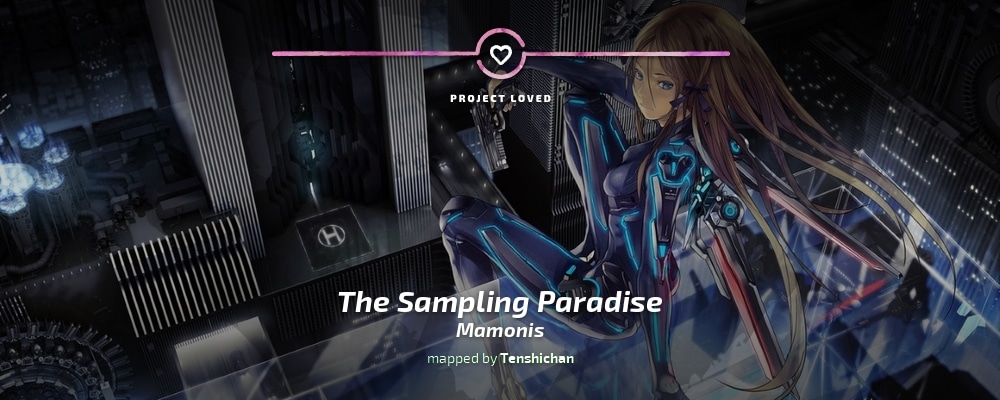 PROJECT LOVED
H
The Sampling Paradise
Mamonis
mapped by Tenshichan